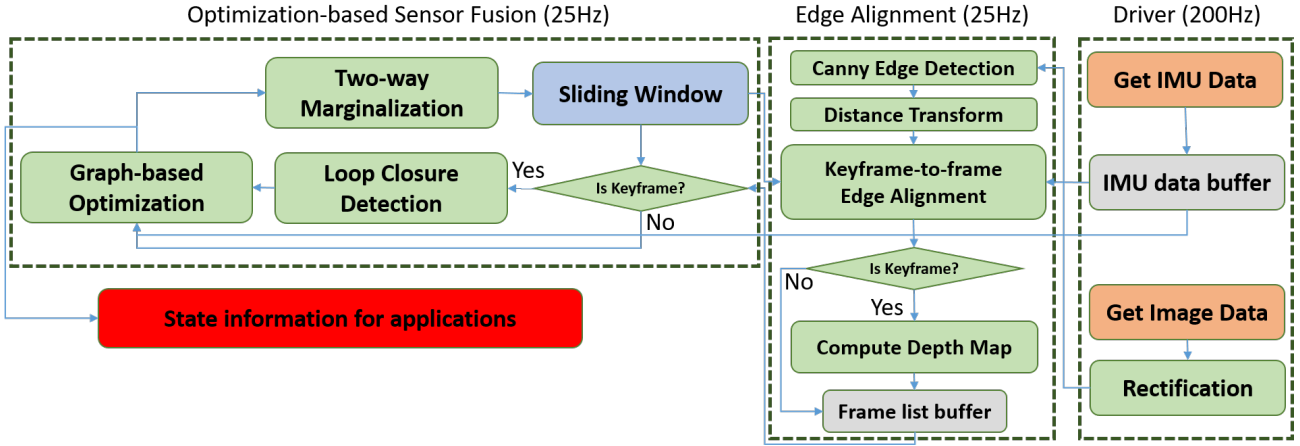 Optimization-based Sensor Fusion (25Hz)
Two-way
Marginalization
Sliding Window
Graph-based
Optimization
Loop Closure
Detection
Yes
Is Keyframe?
No
State information for applications
Edge Alignment (25Hz)
Canny Edge Detection
Distance Transform
Keyframe-to-frame
Edge Alignment
Is Keyframe?
No
Yes
Compute Depth Map
Frame list buffer
Driver (200Hz)
Get IMU Data
IMU data buffer
Get Image Data
Rectification